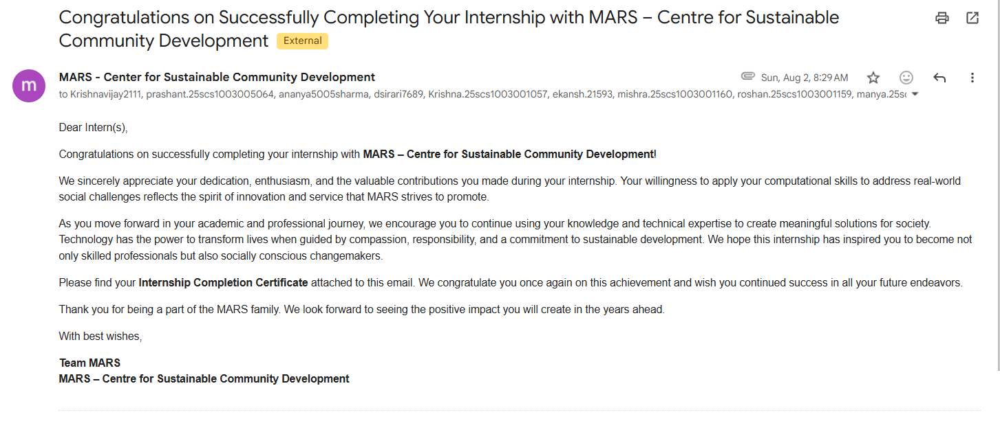 Congratulations on Successfully Completing Your Internship with MARS – Centre for Sustainable
Community Development External
m
MARS - Center for Sustainable Community Development
Sun, Aug 2, 8:29 AM
to Krishnavijay2111, prashant.25scs1003005064, ananya5005sharma, dsirari7689, Krishna.25scs1003001057, ekansh.21593, mishra.25scs1003001160, roshan.25scs1003001159, manya.25sc
Dear Intern(s),
Congratulations on successfully completing your internship with MARS – Centre for Sustainable Community Development!
We sincerely appreciate your dedication, enthusiasm, and the valuable contributions you made during your internship. Your willingness to apply your computational skills to address real-world
social challenges reflects the spirit of innovation and service that MARS strives to promote.
As you move forward in your academic and professional journey, we encourage you to continue using your knowledge and technical expertise to create meaningful solutions for society.
Technology has the power to transform lives when guided by compassion, responsibility, and a commitment to sustainable development. We hope this internship has inspired you to become not
only skilled professionals but also socially conscious changemakers.
Please find your Internship Completion Certificate attached to this email. We congratulate you once again on this achievement and wish you continued success in all your future endeavors.
Thank you for being a part of the MARS family. We look forward to seeing the positive impact you will create in the years ahead.
With best wishes,
Team MARS
MARS – Centre for Sustainable Community Development